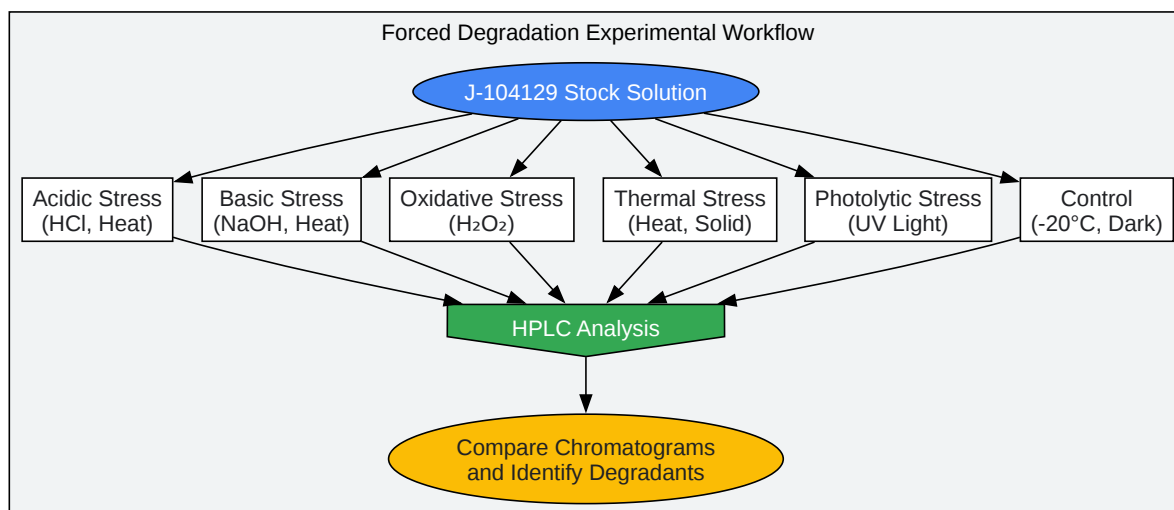 Forced Degradation Experimental Workflow
J-104129 Stock Solution
Acidic Stress
(HCl, Heat)
Basic Stress
(NaOH, Heat)
Oxidative Stress
(H₂O₂)
Thermal Stress
(Heat, Solid)
Photolytic Stress
(UV Light)
Control
(-20°C, Dark)
HPLC Analysis
Compare Chromatograms
and Identify Degradants